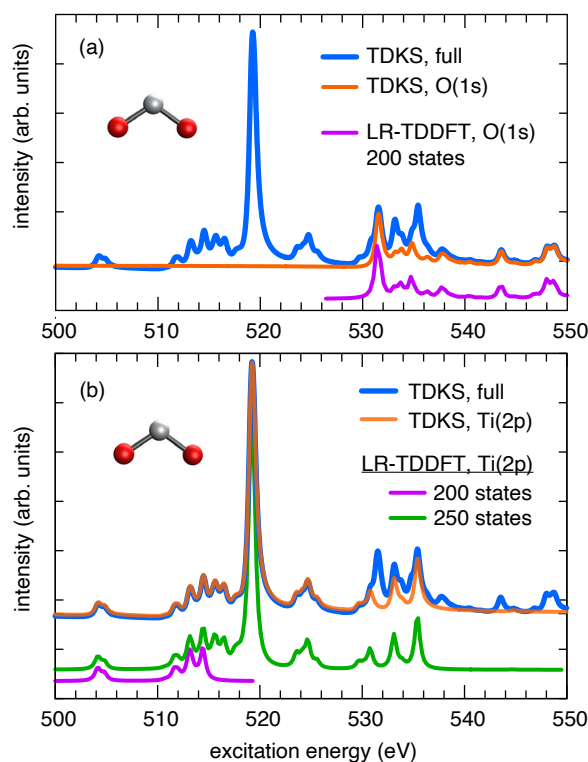 (a)
TDKS, full
TDKS, O(1s)
LR-TDDFT, O(1s)
200 states
intensity (arb. units)
500 510 520 530 540 550
(b)
TDKS, full
TDKS, Ti(2p)
LR-TDDFT, Ti(2p)
200 states
250 states
intensity (arb. units)
500 510 520 530 540 550
excitation energy (eV)